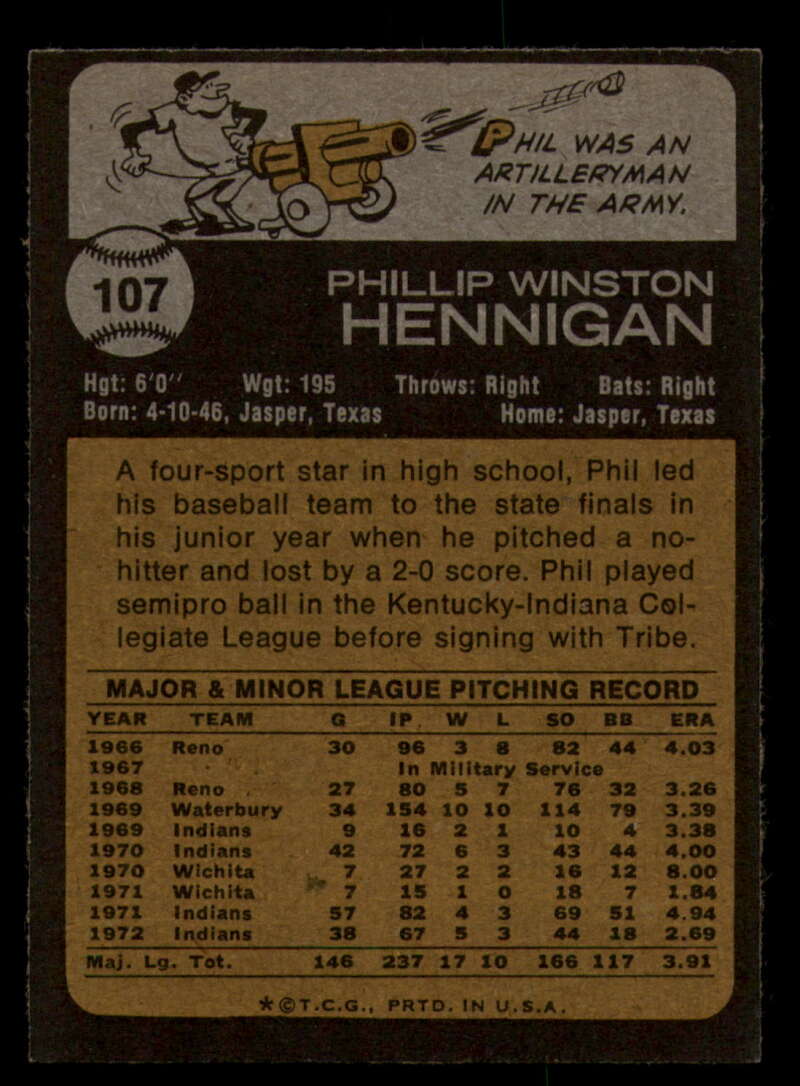 PHIL WAS AN
ARTILLERYMAN
IN THE ARMY.
107
PHILLIP WINSTON
HENNIGAN
Hgt: 6'0" Wgt: 195 Throws: Right Bats: Right
Born: 4-10-46, Jasper, Texas Home: Jasper, Texas
A four-sport star in high school, Phil led
his baseball team to the state finals in
his junior year when he pitched a no-
hitter and lost by a 2-0 score. Phil played
semipro ball in the Kentucky-Indiana Col-
legiate League before signing with Tribe.
MAJOR & MINOR LEAGUE PITCHING RECORD
YEAR TEAM G IP. W L SO BB ERA
1966 Reno 30 96 3 8 82 44 4.03
1967 In Military Service
1968 Reno 27 80 5 7 76 32 3.26
1969 Waterbury 34 154 10 10 114 79 3.39
1969 Indians 9 16 2 1 10 4 3.38
1970 Indians 42 72 6 3 43 44 4.00
1970 Wichita 7 27 2 2 16 12 8.00
1971 Wichita 7 15 1 0 18 7 1.84
1971 Indians 57 82 4 3 69 51 4.94
1972 Indians 38 67 5 3 44 18 2.69
Maj. Lg. Tot. 146 237 17 10 166 117 3.91
*©T.C.G., PRTD. IN U.S.A.